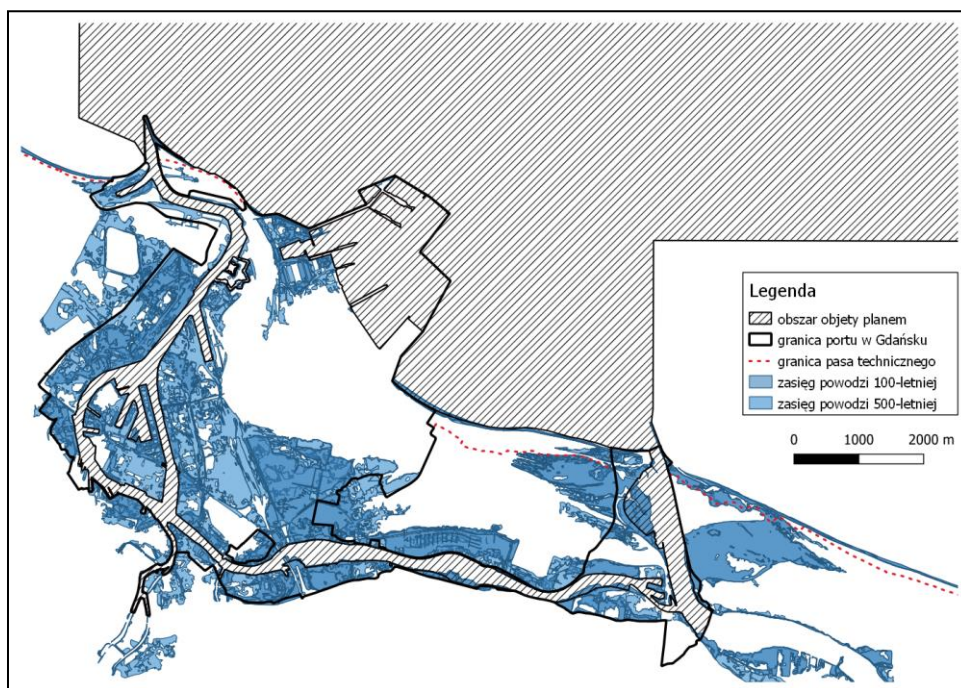 Legenda
obszar objety planem
granica portu w Gdańsku
granica pasa technicznego
zasięg powodzi 100-letniej
zasięg powodzi 500-letniej
0 1000 2000 m